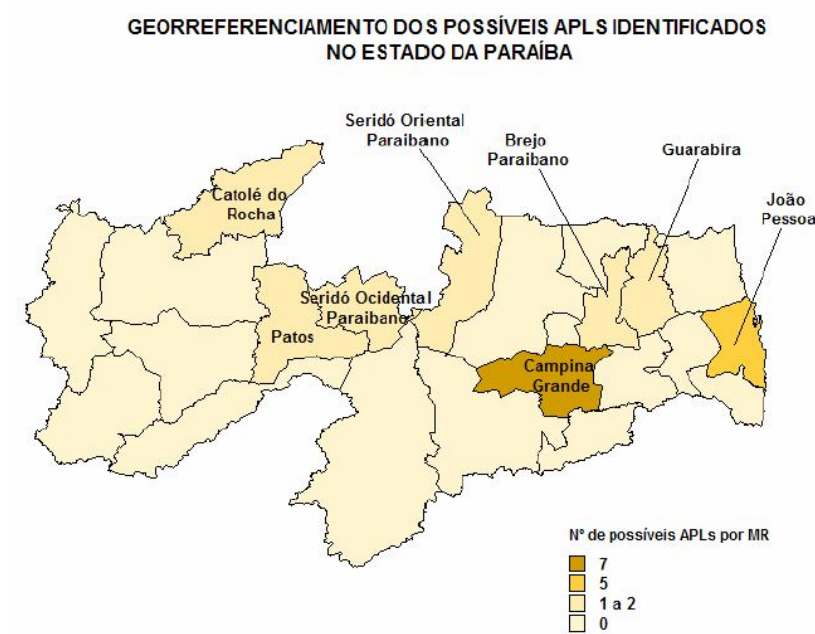 GEORREFERENCIAMENTO DOS POSSÍVEIS APLS IDENTIFICADOS
NO ESTADO DA PARAÍBA
Seridó Oriental
Paraibano
Brejo
Paraibano
Guarabira
João
Pessoa
Catolé do
Rocha
Seridó Ocidental
Paraibano
Patos
Campina
Grande
Nº de possíveis APLs por MR
7
5
1 a 2
0